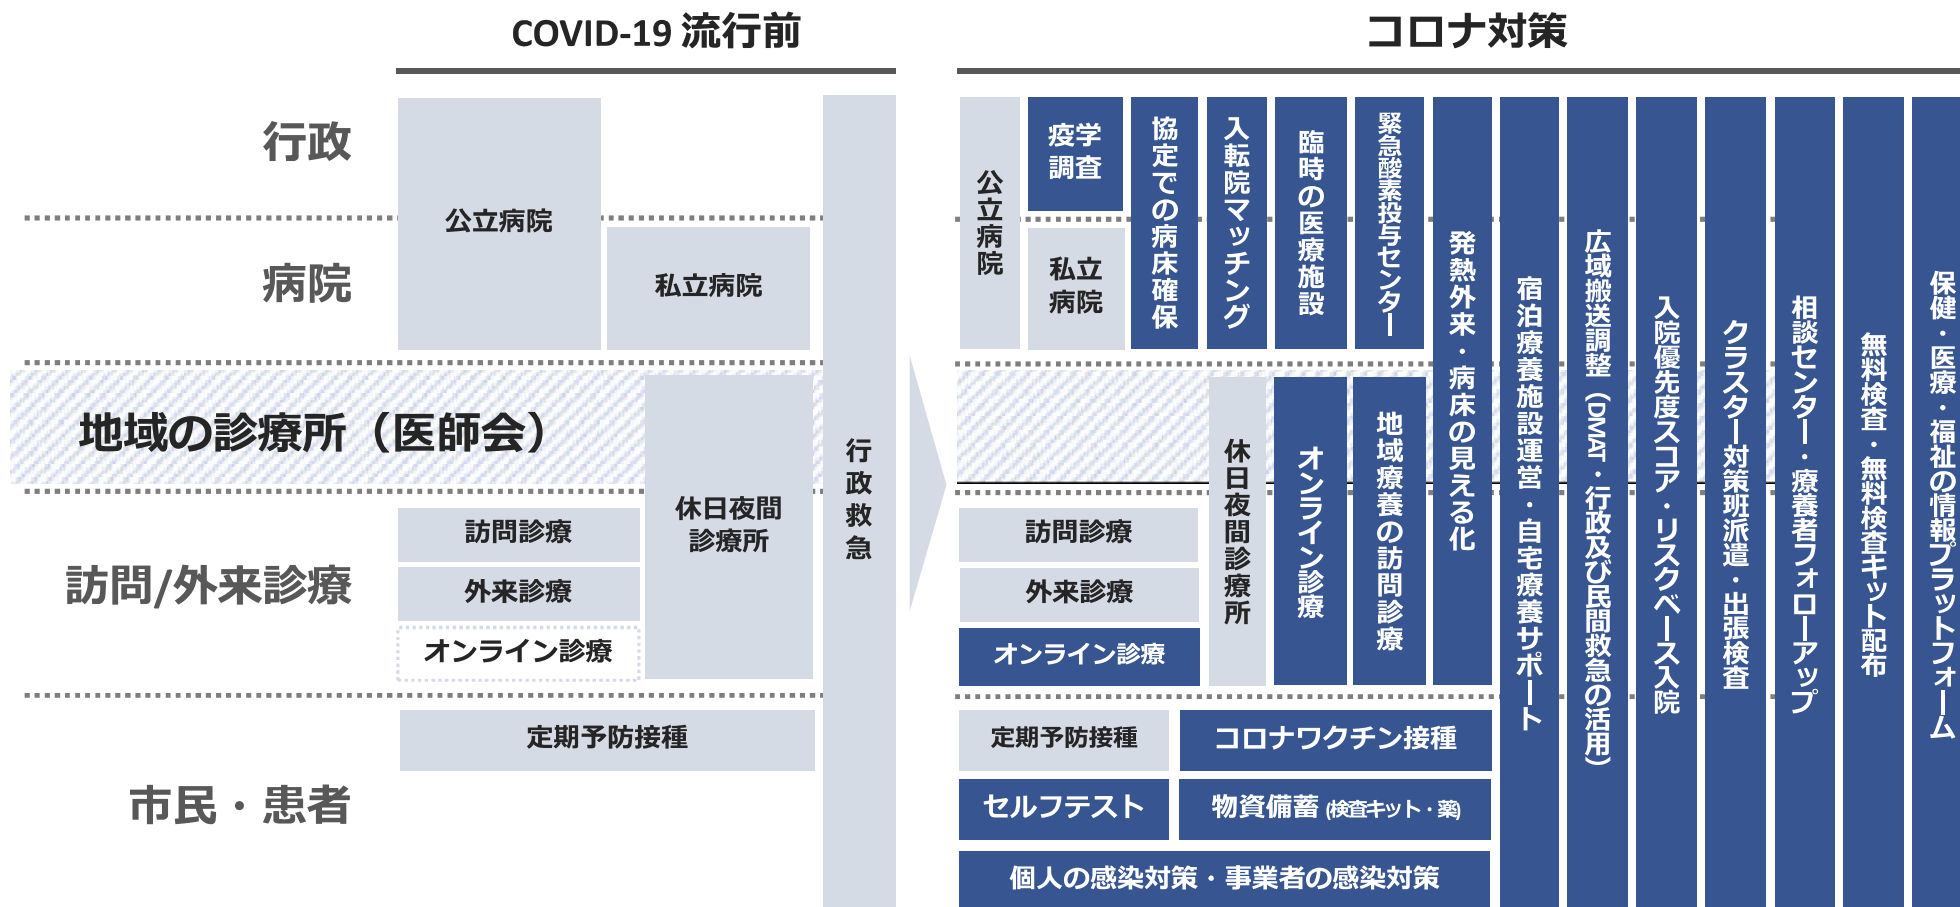 COVID-19 流行前
コロナ対策
行政
病院
地域の診療所（医師会）
訪問/外来診療
市民・患者
公立病院
私立病院
休日夜間
診療所
訪問診療
外来診療
オンライン診療
定期予防接種
行政救急
公立病院
疫学
調査
私立
病院
協定での病床確保
入転院マッチング
臨時の医療施設
緊急酸素投与センター
発熱外来・病床の見える化
宿泊療養施設運営・自宅療養サポート
広域搬送調整（DMAT・行政及び民間救急の活用）
入院優先度スコア・リスクベース入院
クラスター対策班派遣・出張検査
相談センター・療養者フォローアップ
無料検査・無料検査キット配布
保健・医療・福祉の情報プラットフォーム
訪問診療
外来診療
オンライン診療
休日夜間診療所
オンライン診療
地域療養の訪問診療
定期予防接種
コロナワクチン接種
セルフテスト
物資備蓄 (検査キット・薬)
個人の感染対策・事業者の感染対策